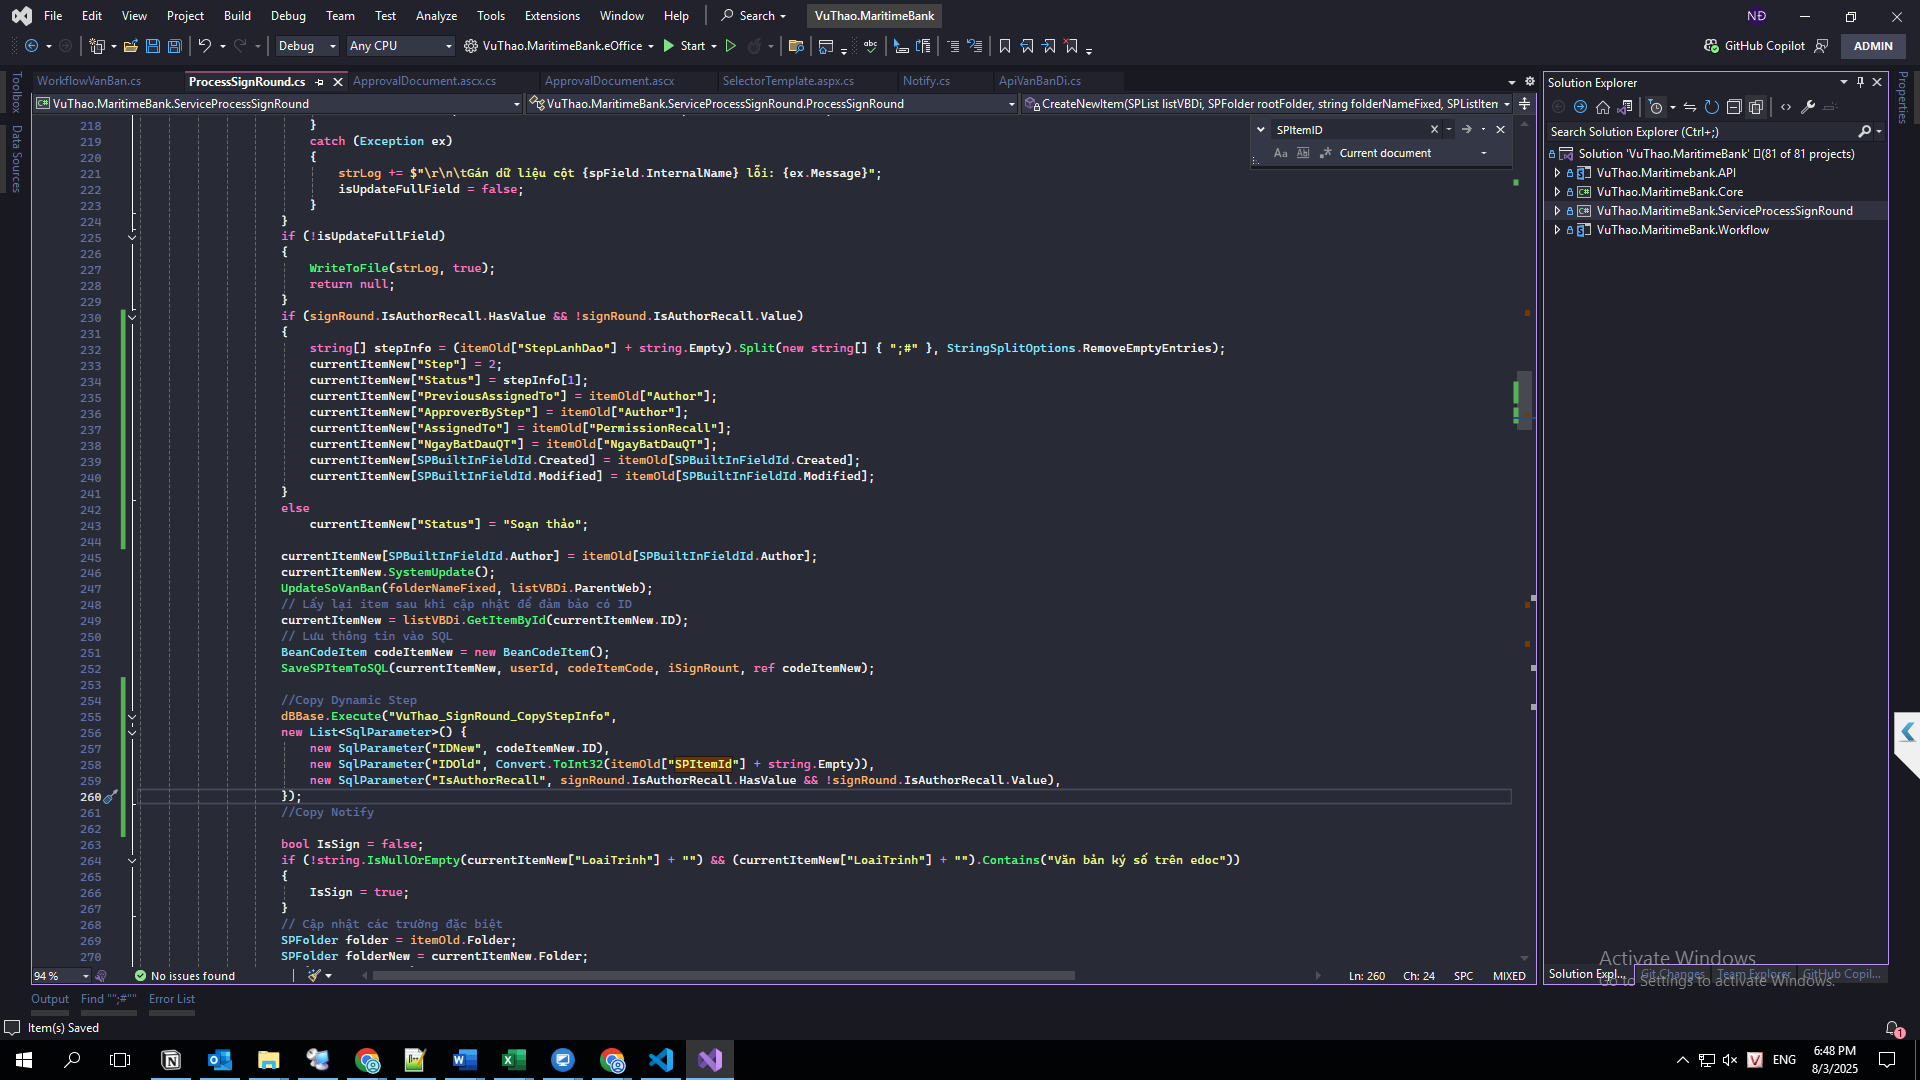 File Edit View Project Build Debug Team Test Analyze Tools Extensions Window Help Search VuThao.MaritimeBank NĐ
Debug Any CPU VuThao.MaritimeBank.eOffice Start GitHub Copilot ADMIN
Toolbox
Data Sources
WorkflowVanBan.cs ProcessSignRound.cs ApprovalDocument.ascx.cs ApprovalDocument.ascx SelectorTemplate.aspx.cs Notify.cs ApiVanBanDi.cs
VuThao.MaritimeBank.ServiceProcessSignRound VuThao.MaritimeBank.ServiceProcessSignRound.ProcessSignRound CreateNewItem(SPList listVBDi, SPFolder rootFolder, string folderNameFixed, SPListIten
SPItemID
Current document
218 }
219 catch (Exception ex)
220 {
221 strLog += $"\r\n\tGán dữ liệu cột {spField.InternalName} lỗi: {ex.Message}";
222 isUpdateFullField = false;
223 }
224 }
225 if (!isUpdateFullField)
226 {
227 WriteToFile(strLog, true);
228 return null;
229 }
230 if (signRound.IsAuthorRecall.HasValue && !signRound.IsAuthorRecall.Value)
231 {
232 string[] stepInfo = (itemOld["StepLanhDao"] + string.Empty).Split(new string[] { ";#" }, StringSplitOptions.RemoveEmptyEntries);
233 currentItemNew["Step"] = 2;
234 currentItemNew["Status"] = stepInfo[1];
235 currentItemNew["PreviousAssignedTo"] = itemOld["Author"];
236 currentItemNew["ApproverByStep"] = itemOld["Author"];
237 currentItemNew["AssignedTo"] = itemOld["PermissionRecall"];
238 currentItemNew["NgayBatDauQT"] = itemOld["NgayBatDauQT"];
239 currentItemNew[SPBuiltInFieldId.Created] = itemOld[SPBuiltInFieldId.Created];
240 currentItemNew[SPBuiltInFieldId.Modified] = itemOld[SPBuiltInFieldId.Modified];
241 }
242 else
243 currentItemNew["Status"] = "Soạn thảo";
244
245 currentItemNew[SPBuiltInFieldId.Author] = itemOld[SPBuiltInFieldId.Author];
246 currentItemNew.SystemUpdate();
247 UpdateSoVanBan(folderNameFixed, listVBDi.ParentWeb);
248 // Lấy lại item sau khi cập nhật để đảm bảo có ID
249 currentItemNew = listVBDi.GetItemById(currentItemNew.ID);
250 // Lưu thông tin vào SQL
251 BeanCodeItem codeItemNew = new BeanCodeItem();
252 SaveSPItemToSQL(currentItemNew, userId, codeItemCode, iSignRount, ref codeItemNew);
253
254 //Copy Dynamic Step
255 dBBase.Execute("VuThao_SignRound_CopyStepInfo",
256 new List<SqlParameter>() {
257 new SqlParameter("IDNew", codeItemNew.ID),
258 new SqlParameter("IDOld", Convert.ToInt32(itemOld["SPItemId"] + string.Empty)),
259 new SqlParameter("IsAuthorRecall", signRound.IsAuthorRecall.HasValue && !signRound.IsAuthorRecall.Value),
260 });
261 //Copy Notify
262
263 bool IsSign = false;
264 if (!string.IsNullOrEmpty(currentItemNew["LoaiTrinh"] + "") && (currentItemNew["LoaiTrinh"] + "").Contains("Văn bản ký số trên edoc"))
265 {
266 IsSign = true;
267 }
268 // Cập nhật các trường đặc biệt
269 SPFolder folder = itemOld.Folder;
270 SPFolder folderNew = currentItemNew.Folder;
94 % No issues found Ln: 260 Ch: 24 SPC MIXED
Output Find "";#"" Error List
Item(s) Saved
Solution Explorer
Search Solution Explorer (Ctrl+;)
Solution 'VuThao.MaritimeBank' (81 of 81 projects)
VuThao.Maritimebank.API
VuThao.MaritimeBank.Core
VuThao.MaritimeBank.ServiceProcessSignRound
VuThao.MaritimeBank.Workflow
Properties
Activate Windows
Go to Settings to activate Windows.
Solution Expl... Git Changes Team Explorer GitHub Copil...
1
ENG
6:48 PM
8/3/2025